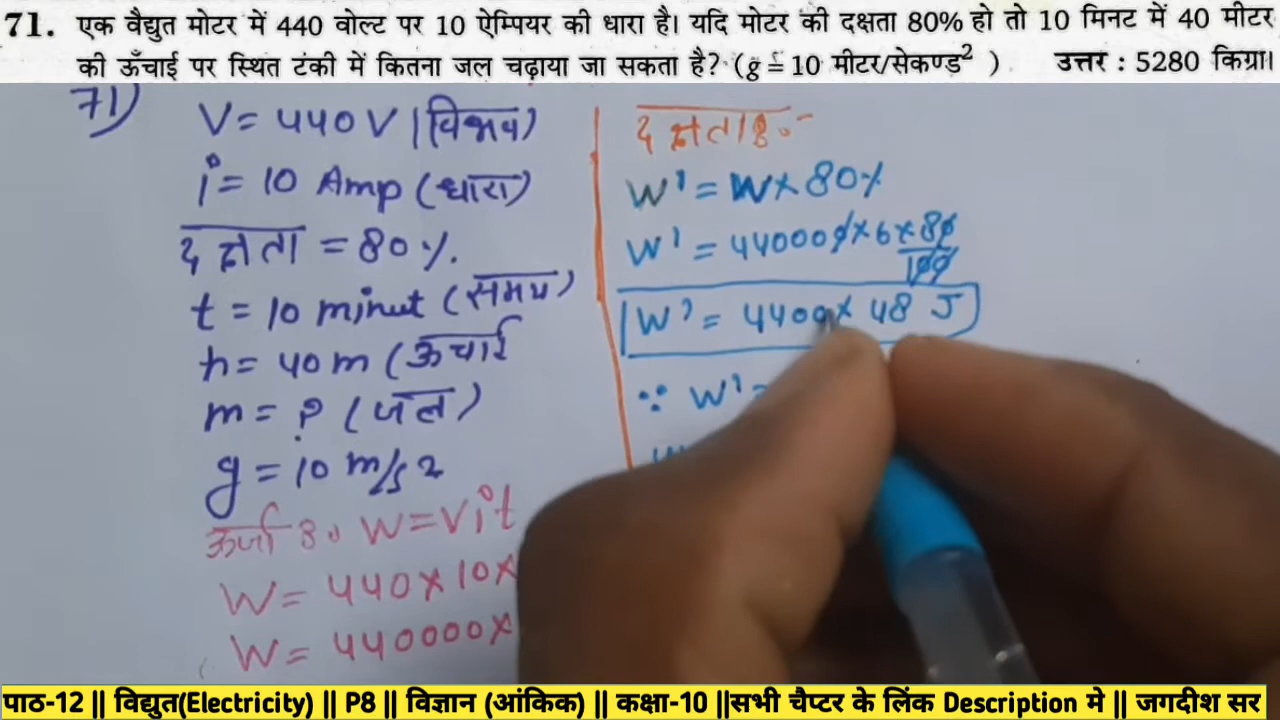 71. एक वैद्युत मोटर में 440 वोल्ट पर 10 ऐम्पियर की धारा है। यदि मोटर की दक्षता 80% हो तो 10 मिनट में 40 मीटर
की ऊँचाई पर स्थित टंकी में कितना जल चढ़ाया जा सकता है? (g = 10 मीटर/सेकण्ड² ) उत्तर : 5280 किग्रा।
71)
V = 440 V (विभव)
i = 10 Amp (धारा)
दक्षता = 80%.
t = 10 minut (समय)
h = 40 m (ऊंचाई
m = ? (जल)
g = 10 m/s2
ऊर्जा 8. W = Vit
W = 440 × 10 ×
W = 440000 ×
दक्षता 8.-
W' = W × 80%
W' = 440000 × 6 × 80/100
W' = 4400 × 48 J
∵ W' =
पाठ-12 || विद्युत(Electricity) || P8 || विज्ञान (आंकिक) || कक्षा-10 ||सभी चैप्टर के लिंक Description मे || जगदीश सर